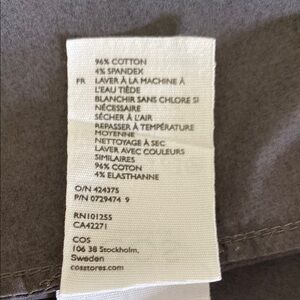 96% COTTON
4% SPANDEX
FR LAVER À LA MACHINE À
L'EAU TIÈDE
BLANCHIR SANS CHLORE SI
NÉCESSAIRE
SÉCHER À L'AIR
REPASSER À TEMPÉRATURE
MOYENNE
NETTOYAGE À SEC
LAVER AVEC COULEURS
SIMILAIRES
96% COTON
4% ELASTHANNE
O/N 424375
P/N 0729474 9
RN101255
CA42271
COS
106 38 Stockholm,
Sweden
cosstores.com